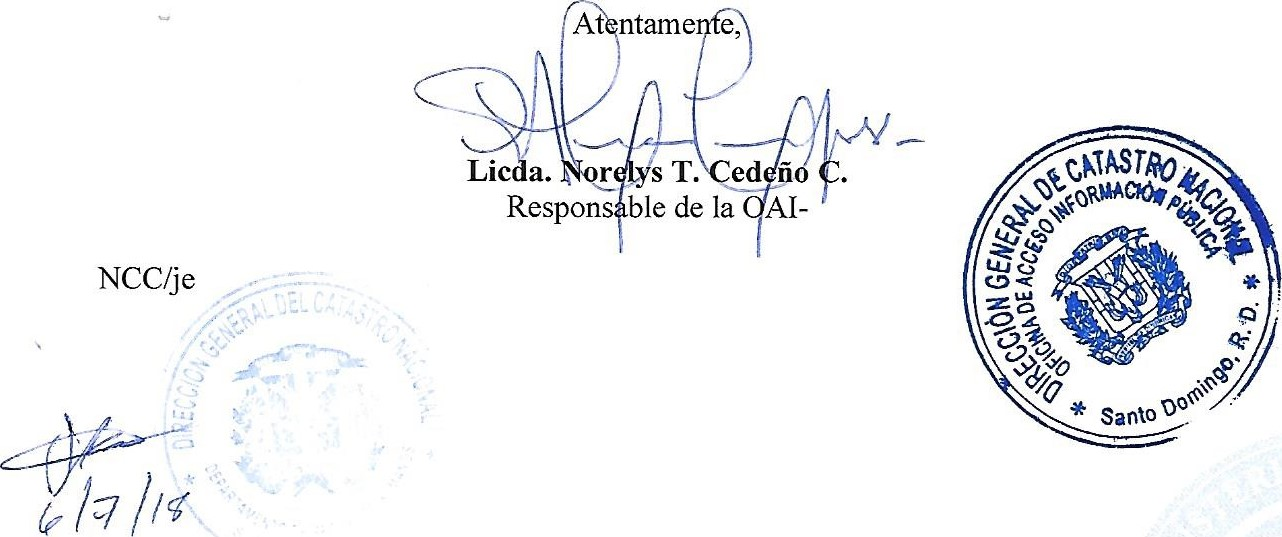 Atentamente,
Licda. Norelys T. Cedeño C.
Responsable de la OAI-
NCC/je
DIRECCIÓN GENERAL DE CATASTRO NACIONAL
OFICINA DE ACCESO INFORMACIÓN PÚBLICA
* Santo Domingo, R. D. *
DIRECCION GENERAL DEL CATASTRO NACIONAL
6/7/18